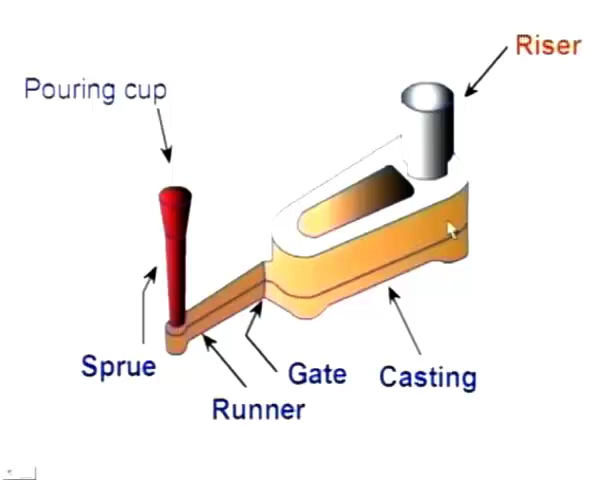 Riser
Pouring cup
Sprue
Gate
Casting
Runner